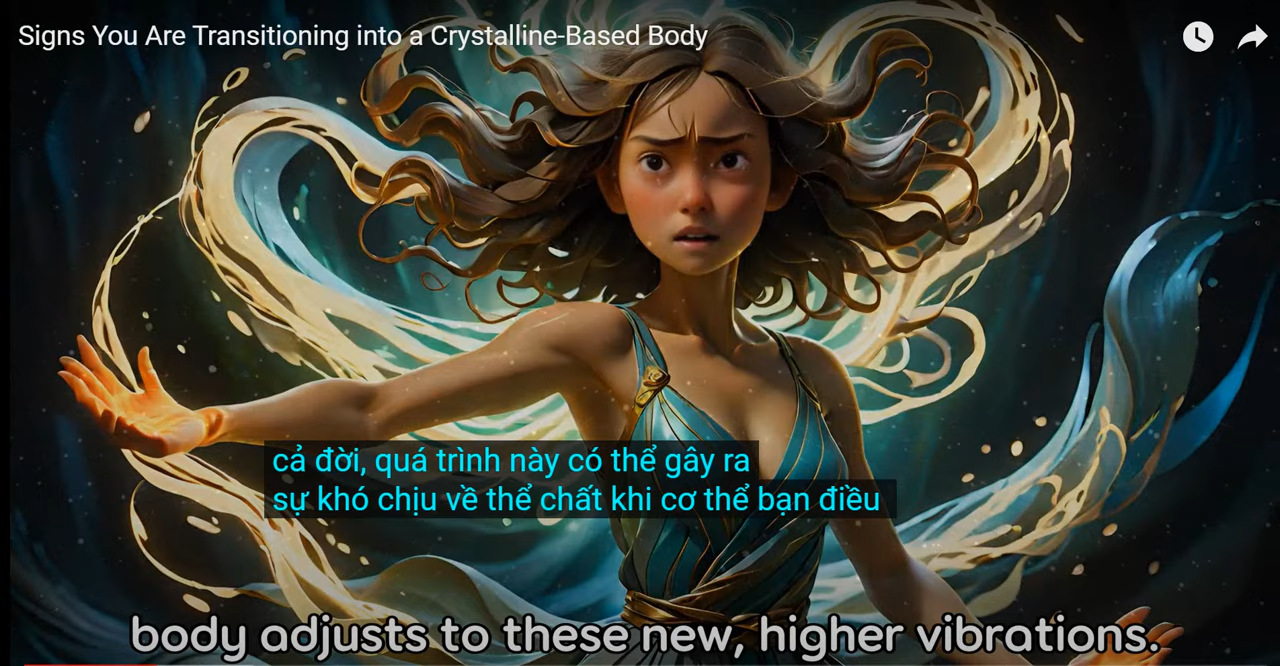 Signs You Are Transitioning into a Crystalline-Based Body
cả đời, quá trình này có thể gây ra
sự khó chịu về thể chất khi cơ thể bạn điều
body adjusts to these new, higher vibrations.